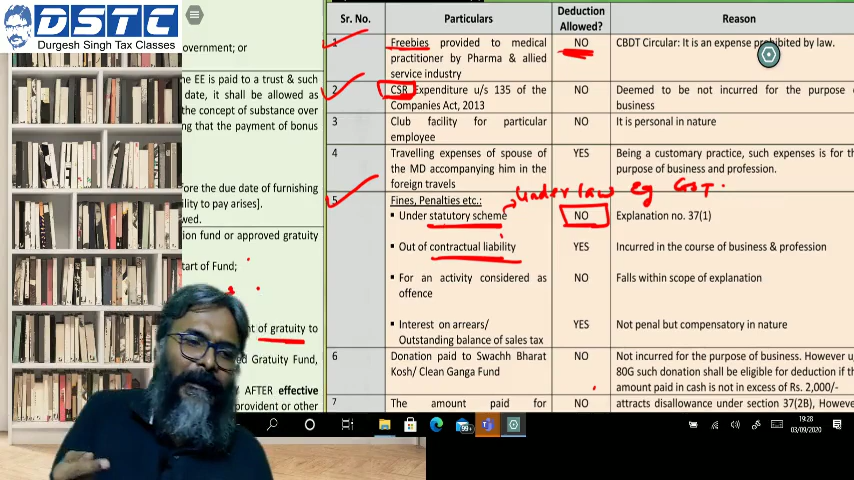 DSTC
Durgesh Singh Tax Classes
overnment; or
he EE is paid to a trust & such
date, it shall be allowed as
the concept of substance over
ng that the payment of bonus
ore the due date of furnishing
ility to pay arises].
wed.
tion fund or approved gratuity
tart of Fund;
t of gratuity to
ed Gratuity Fund,
Y AFTER effective
provident or other
Sr. No. Particulars Deduction Allowed? Reason
1 Freebies provided to medical NO CBDT Circular: It is an expense prohibited by law.
practitioner by Pharma & allied
service industry
2 CSR Expenditure u/s 135 of the NO Deemed to be not incurred for the purpose o
Companies Act, 2013 business
3 Club facility for particular NO It is personal in nature
employee
4 Travelling expenses of spouse of YES Being a customary practice, such expenses is for th
the MD accompanying him in the purpose of business and profession.
foreign travels
Under law eg GST.
5 Fines, Penalties etc.:
▪ Under statutory scheme NO Explanation no. 37(1)
▪ Out of contractual liability YES Incurred in the course of business & profession
▪ For an activity considered as NO Falls within scope of explanation
offence
▪ Interest on arrears/ YES Not penal but compensatory in nature
Outstanding balance of sales tax
6 Donation paid to Swachh Bharat NO Not incurred for the purpose of business. However u
Kosh/ Clean Ganga Fund 80G such donation shall be eligible for deduction if th
amount paid in cash is not in excess of Rs. 2,000/-
7 The amount paid for NO attracts disallowance under section 37(2B), Howeve
99+
19:28
03/09/2020